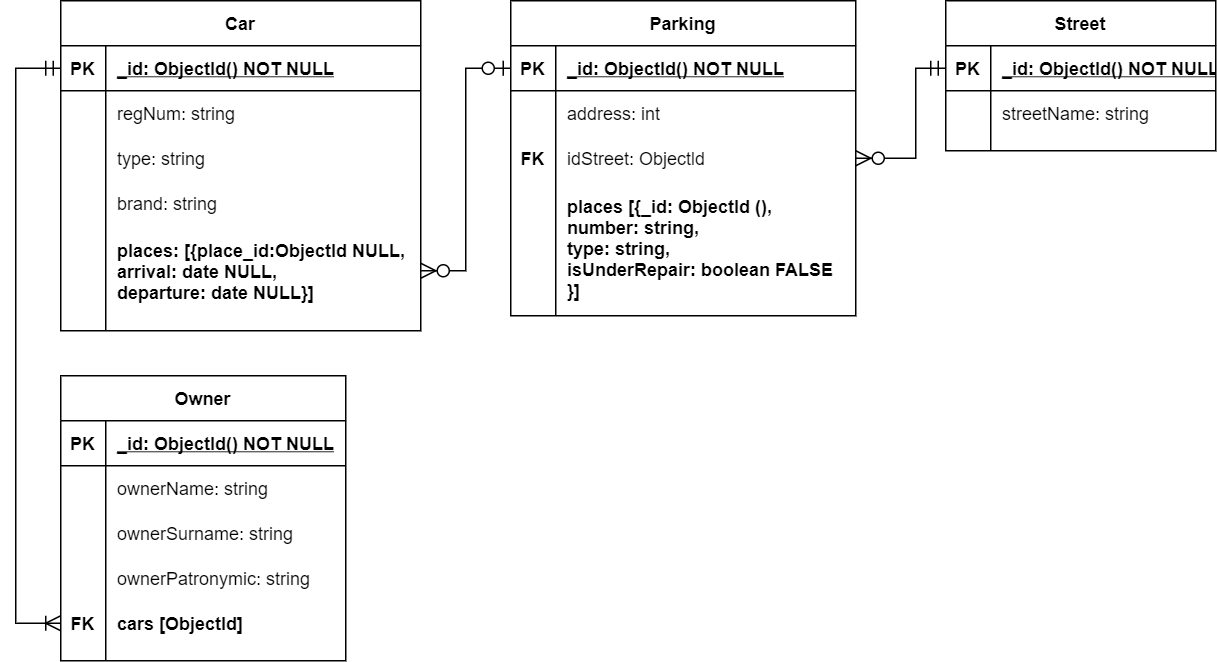 Car
PK _id: ObjectId() NOT NULL
regNum: string
type: string
brand: string
places: [{place_id:ObjectId NULL,
arrival: date NULL,
departure: date NULL}]
Parking
PK _id: ObjectId() NOT NULL
address: int
FK idStreet: ObjectId
places [{_id: ObjectId (),
number: string,
type: string,
isUnderRepair: boolean FALSE
}]
Street
PK _id: ObjectId() NOT NULL
streetName: string
Owner
PK _id: ObjectId() NOT NULL
ownerName: string
ownerSurname: string
ownerPatronymic: string
FK cars [ObjectId]